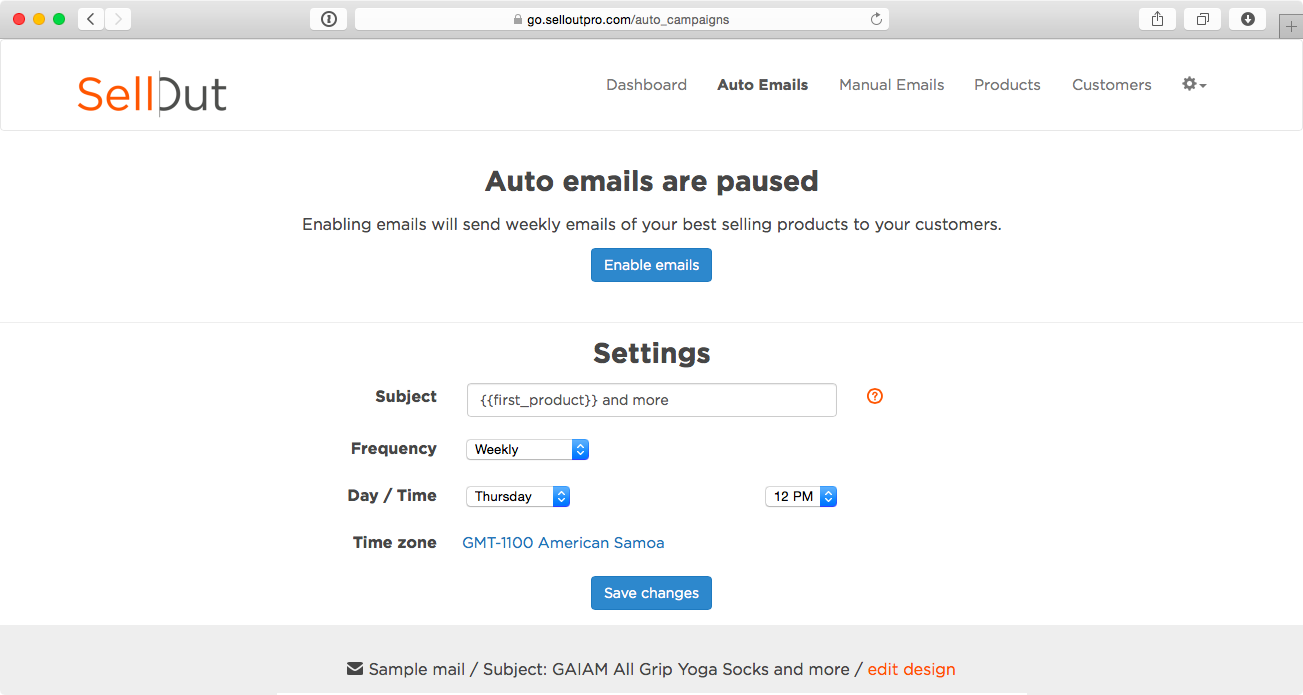 go.selloutpro.com/auto_campaigns
SellOut
Dashboard
Auto Emails
Manual Emails
Products
Customers
Auto emails are paused
Enabling emails will send weekly emails of your best selling products to your customers.
Enable emails
Settings
Subject
{{first_product}} and more
?
Frequency
Weekly
Day / Time
Thursday
12 PM
Time zone
GMT-1100 American Samoa
Save changes
Sample mail / Subject: GAIAM All Grip Yoga Socks and more / edit design